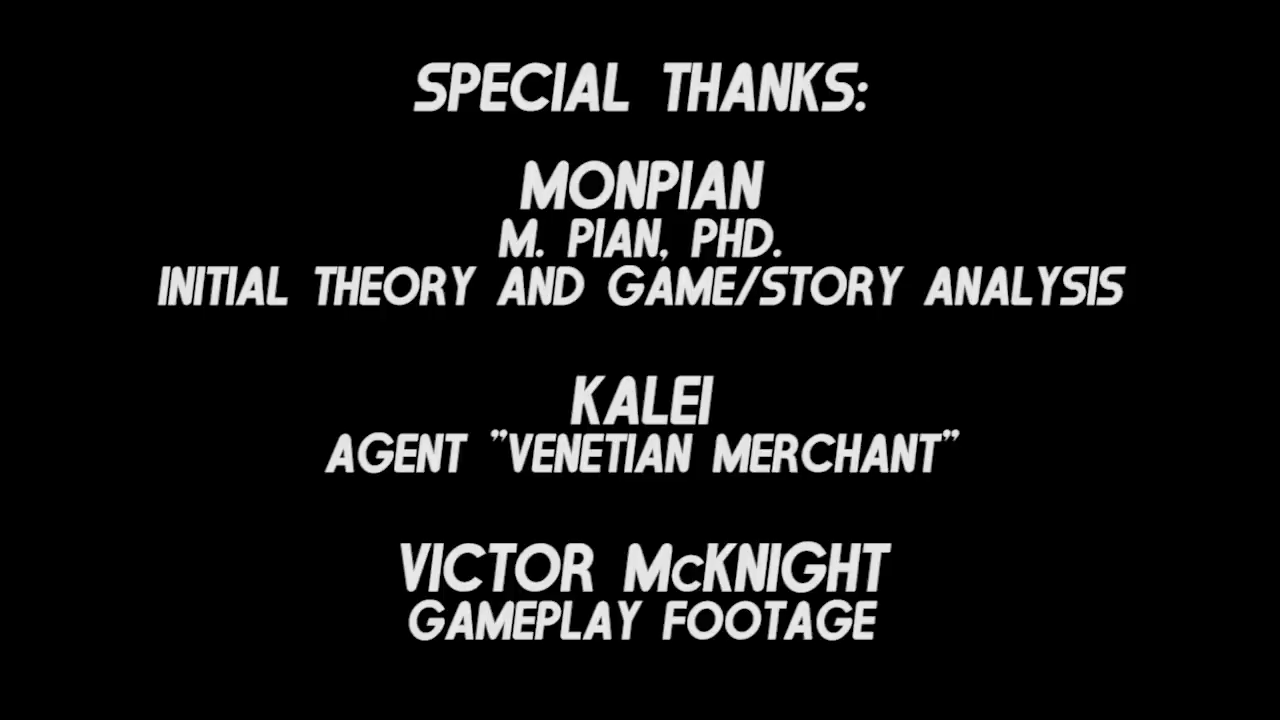 SPECIAL THANKS:
MONPIAN
M. PIAN, PHD.
INITIAL THEORY AND GAME/STORY ANALYSIS
KALEI
AGENT "VENETIAN MERCHANT"
VICTOR McKNIGHT
GAMEPLAY FOOTAGE